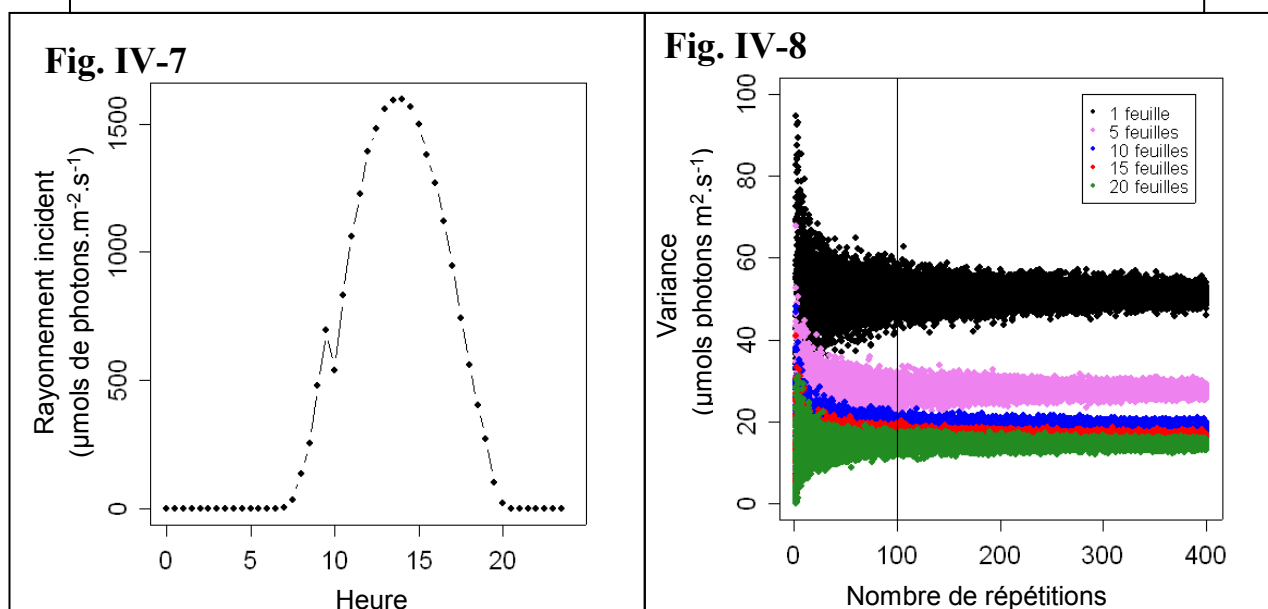 Fig. IV-7
Rayonnement incident
(µmols de photons.m⁻².s⁻¹)
1500
1000
500
0
0 5 10 15 20
Heure
Fig. IV-8
Variance
(umols photons m².s⁻¹)
100
80
60
40
20
0
1 feuille
5 feuilles
10 feuilles
15 feuilles
20 feuilles
0 100 200 300 400
Nombre de répétitions